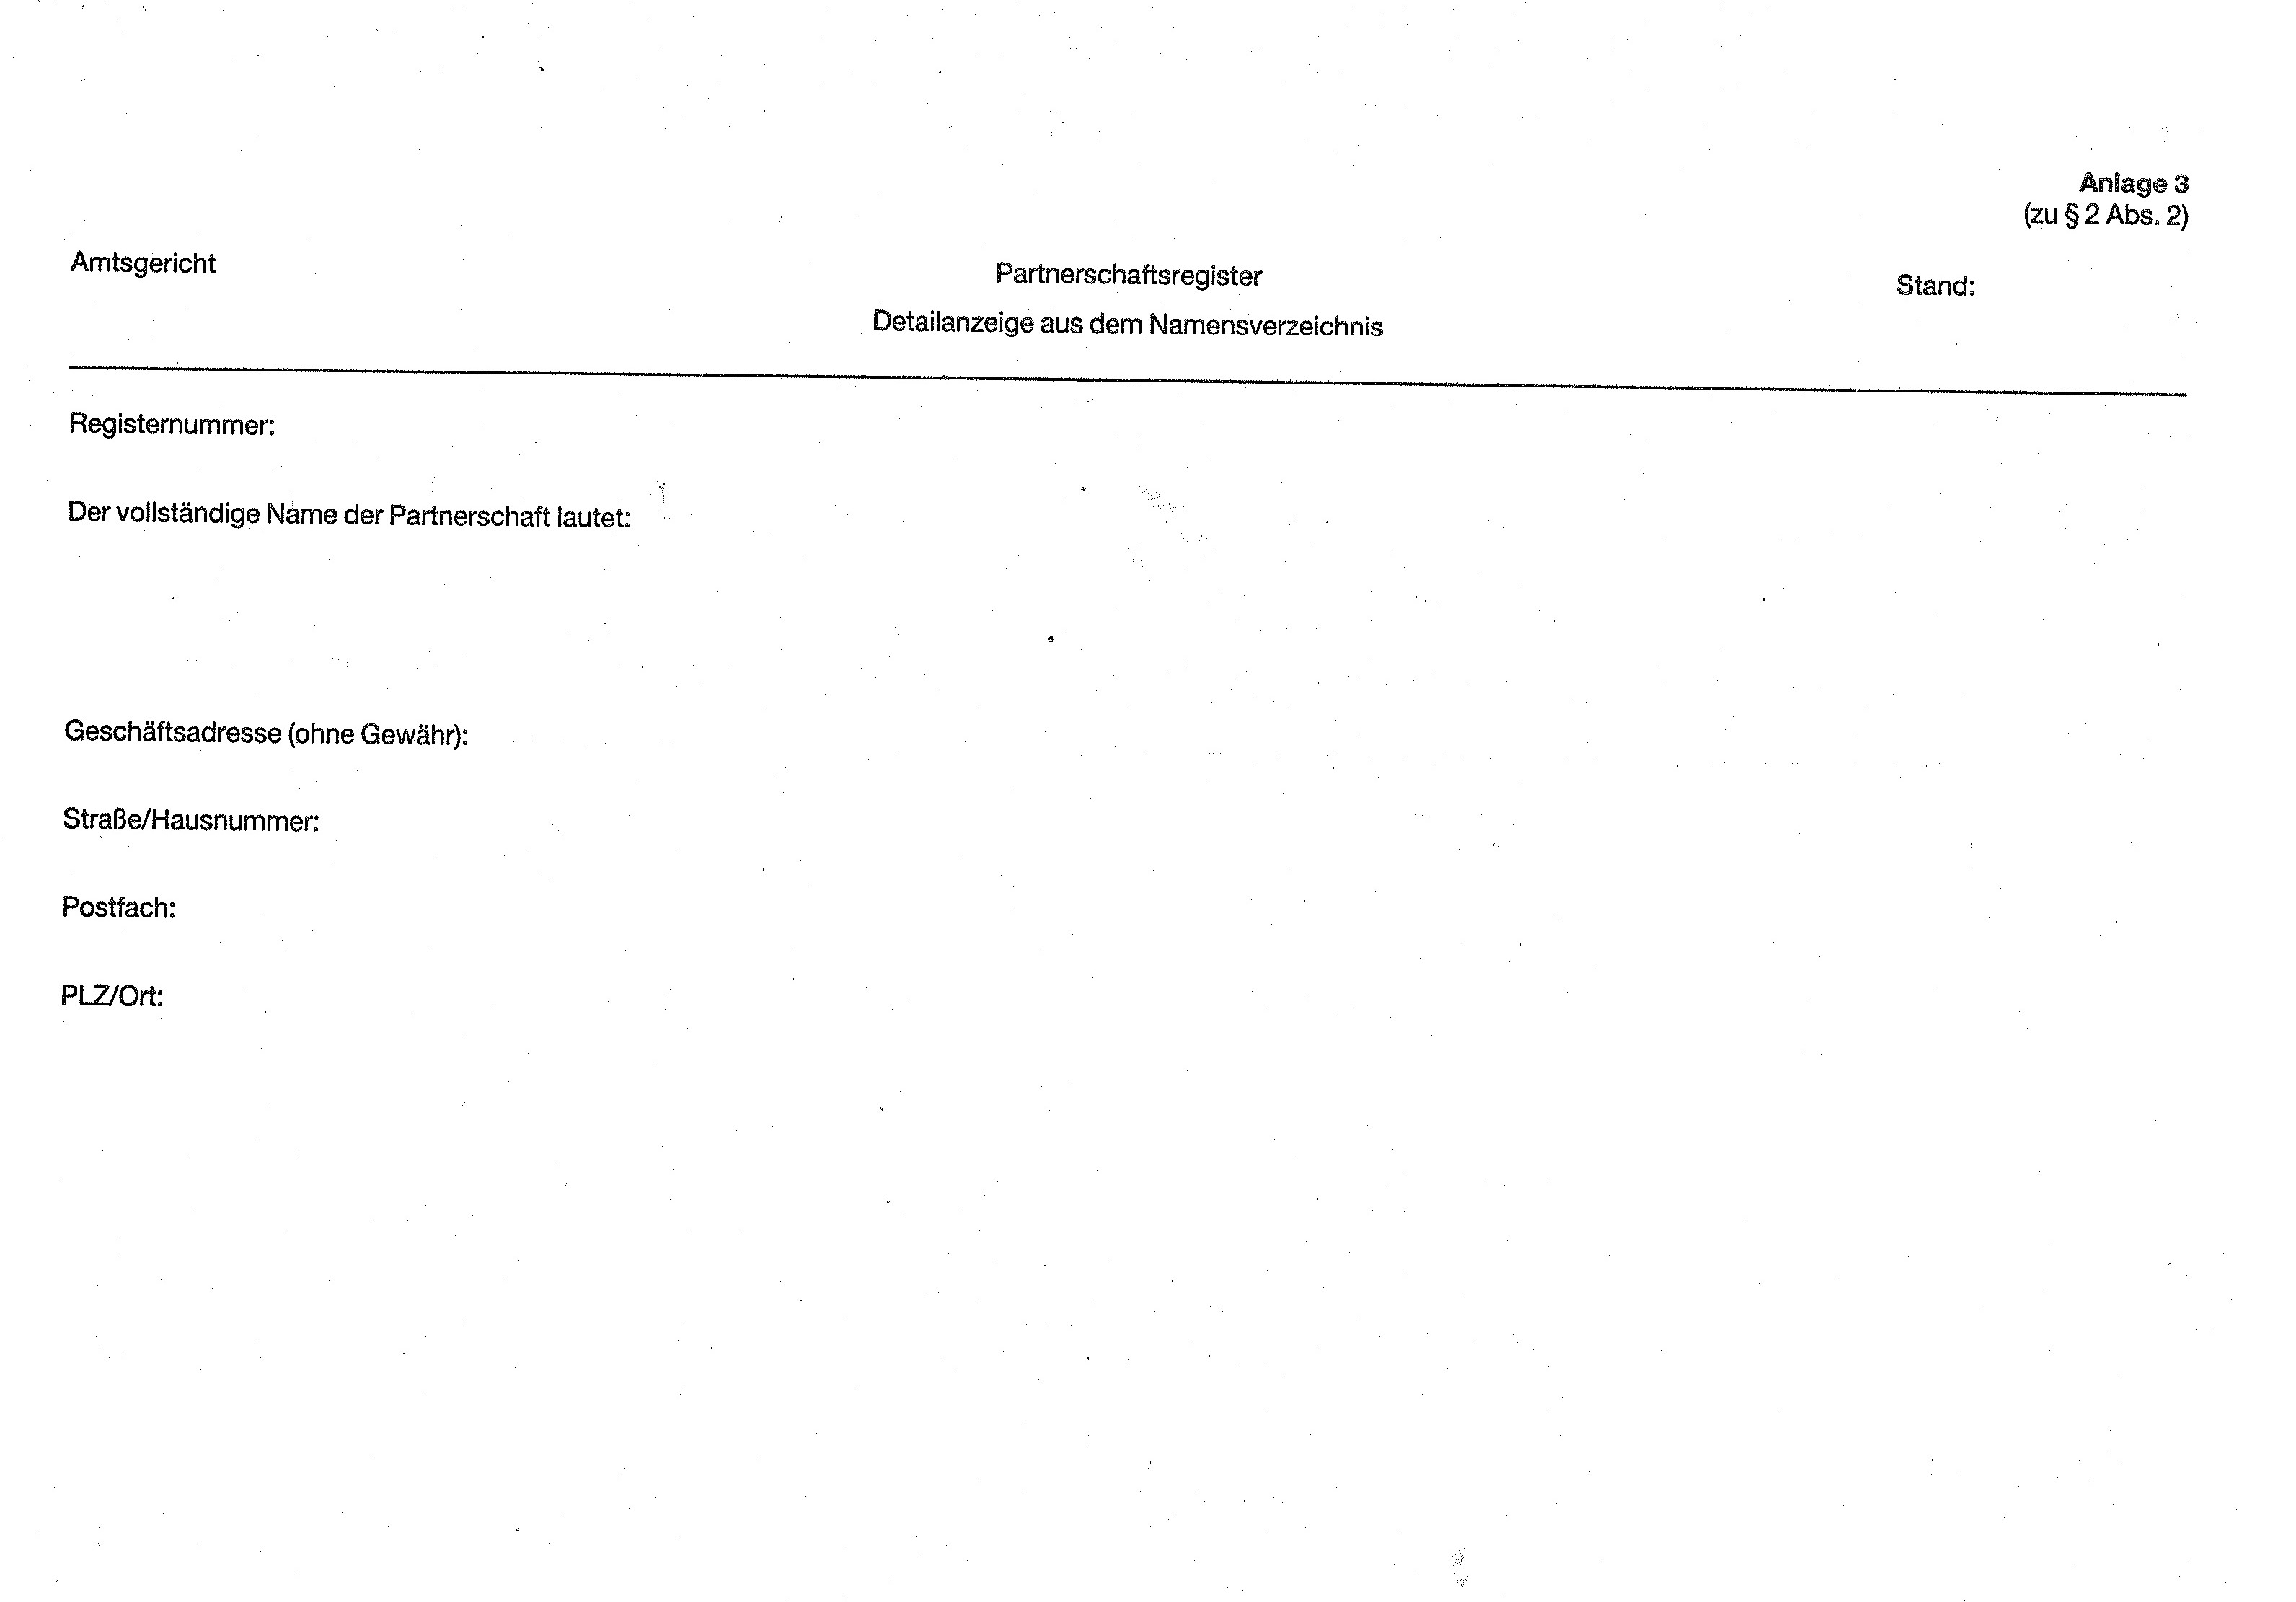 Anlage 3
(zu § 2 Abs. 2)
Amtsgericht
Partnerschaftsregister
Stand:
Detailanzeige aus dem Namensverzeichnis
Registernummer:
Der vollständige Name der Partnerschaft lautet:
Geschäftsadresse (ohne Gewähr):
Straße/Hausnummer:
Postfach:
PLZ/Ort: